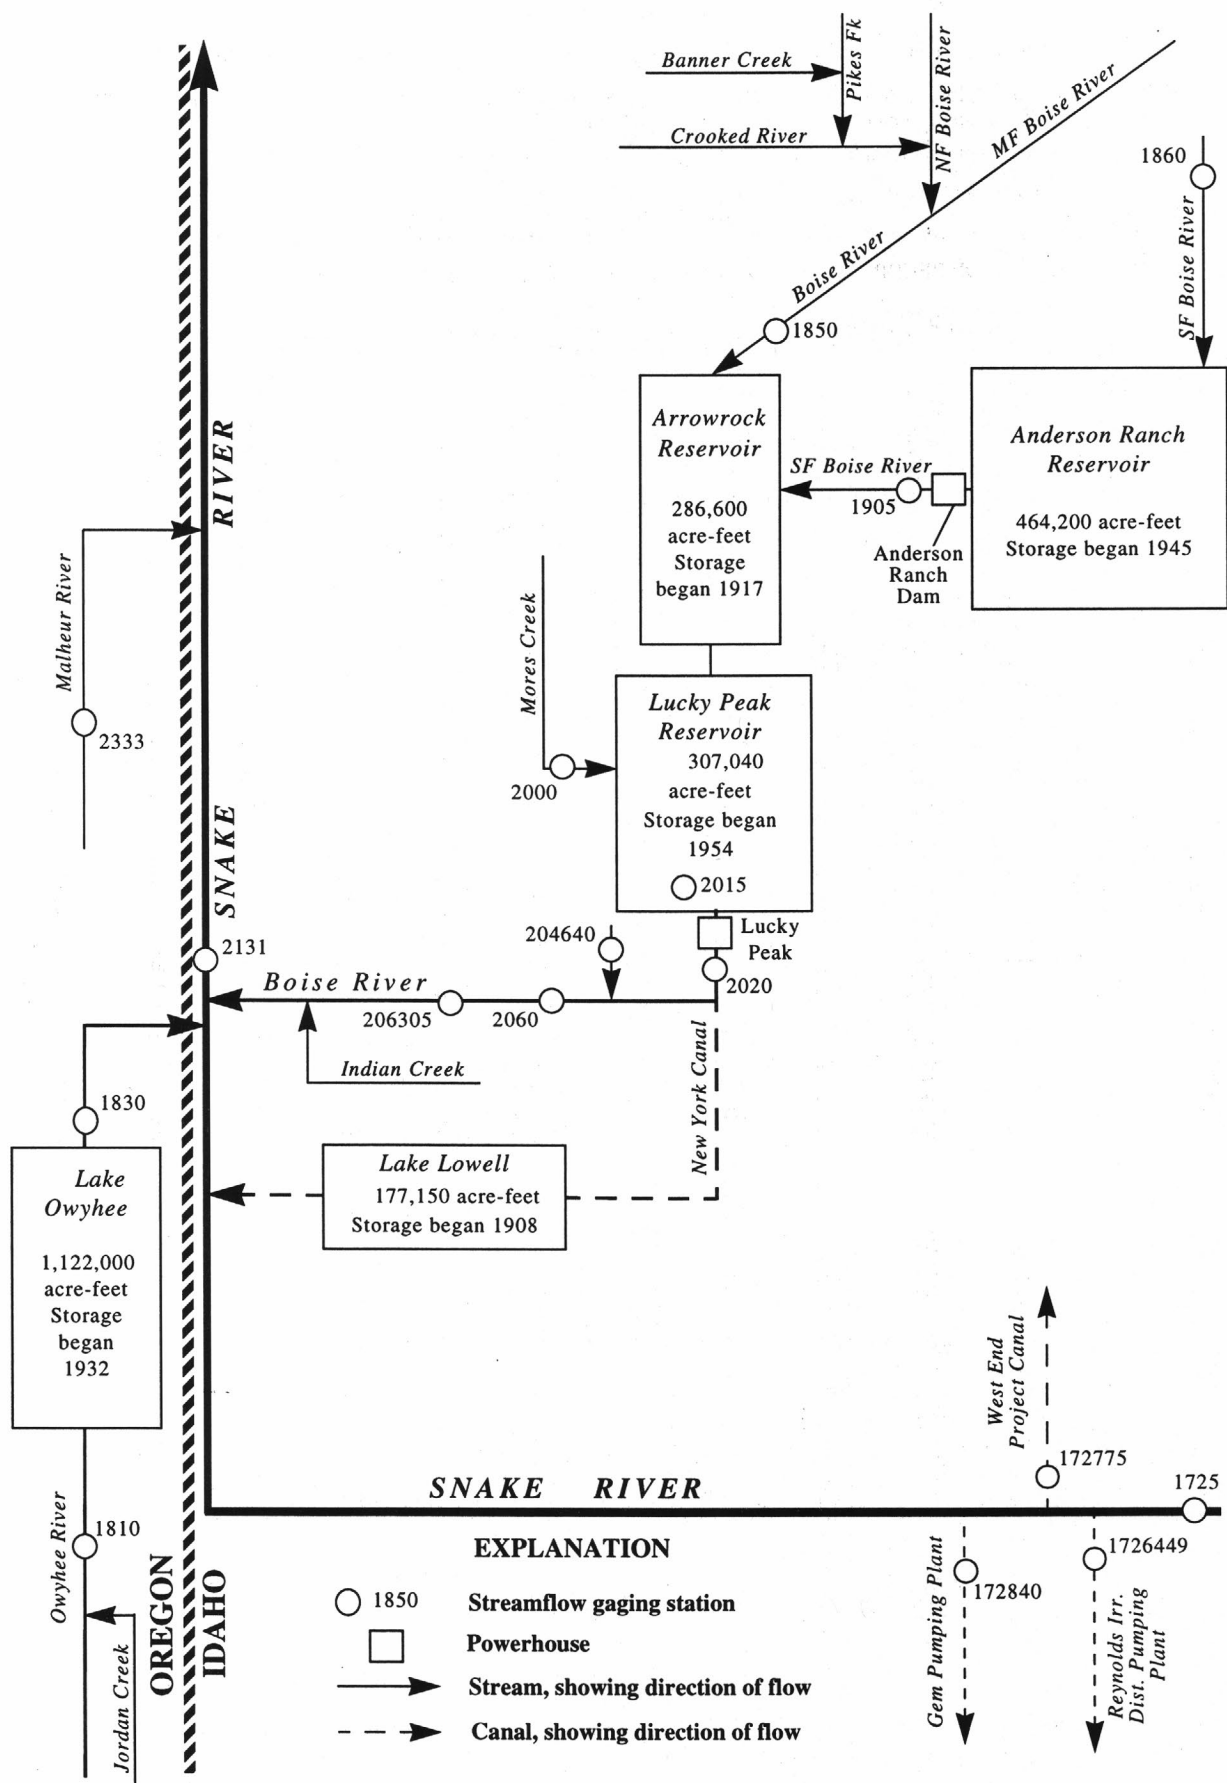 Banner Creek
Pikes Fk
NF Boise River
Crooked River
MF Boise River
1860
SF Boise River
Boise River
1850
Arrowrock
Reservoir
286,600
acre-feet
Storage
began 1917
SF Boise River
1905
Anderson
Ranch
Dam
Anderson Ranch
Reservoir
464,200 acre-feet
Storage began 1945
RIVER
Malheur River
2333
Mores Creek
2000
Lucky Peak
Reservoir
307,040
acre-feet
Storage began
1954
2015
Lucky
Peak
SNAKE
2131
204640
2020
Boise River
206305
2060
Indian Creek
New York Canal
1830
Lake
Owyhee
1,122,000
acre-feet
Storage
began
1932
Lake Lowell
177,150 acre-feet
Storage began 1908
West End
Project Canal
172775
1725
SNAKE RIVER
Owyhee River
1810
Jordan Creek
OREGON
IDAHO
Gem Pumping Plant
172840
1726449
Reynolds Irr.
Dist. Pumping
Plant
EXPLANATION
1850 Streamflow gaging station
Powerhouse
Stream, showing direction of flow
Canal, showing direction of flow